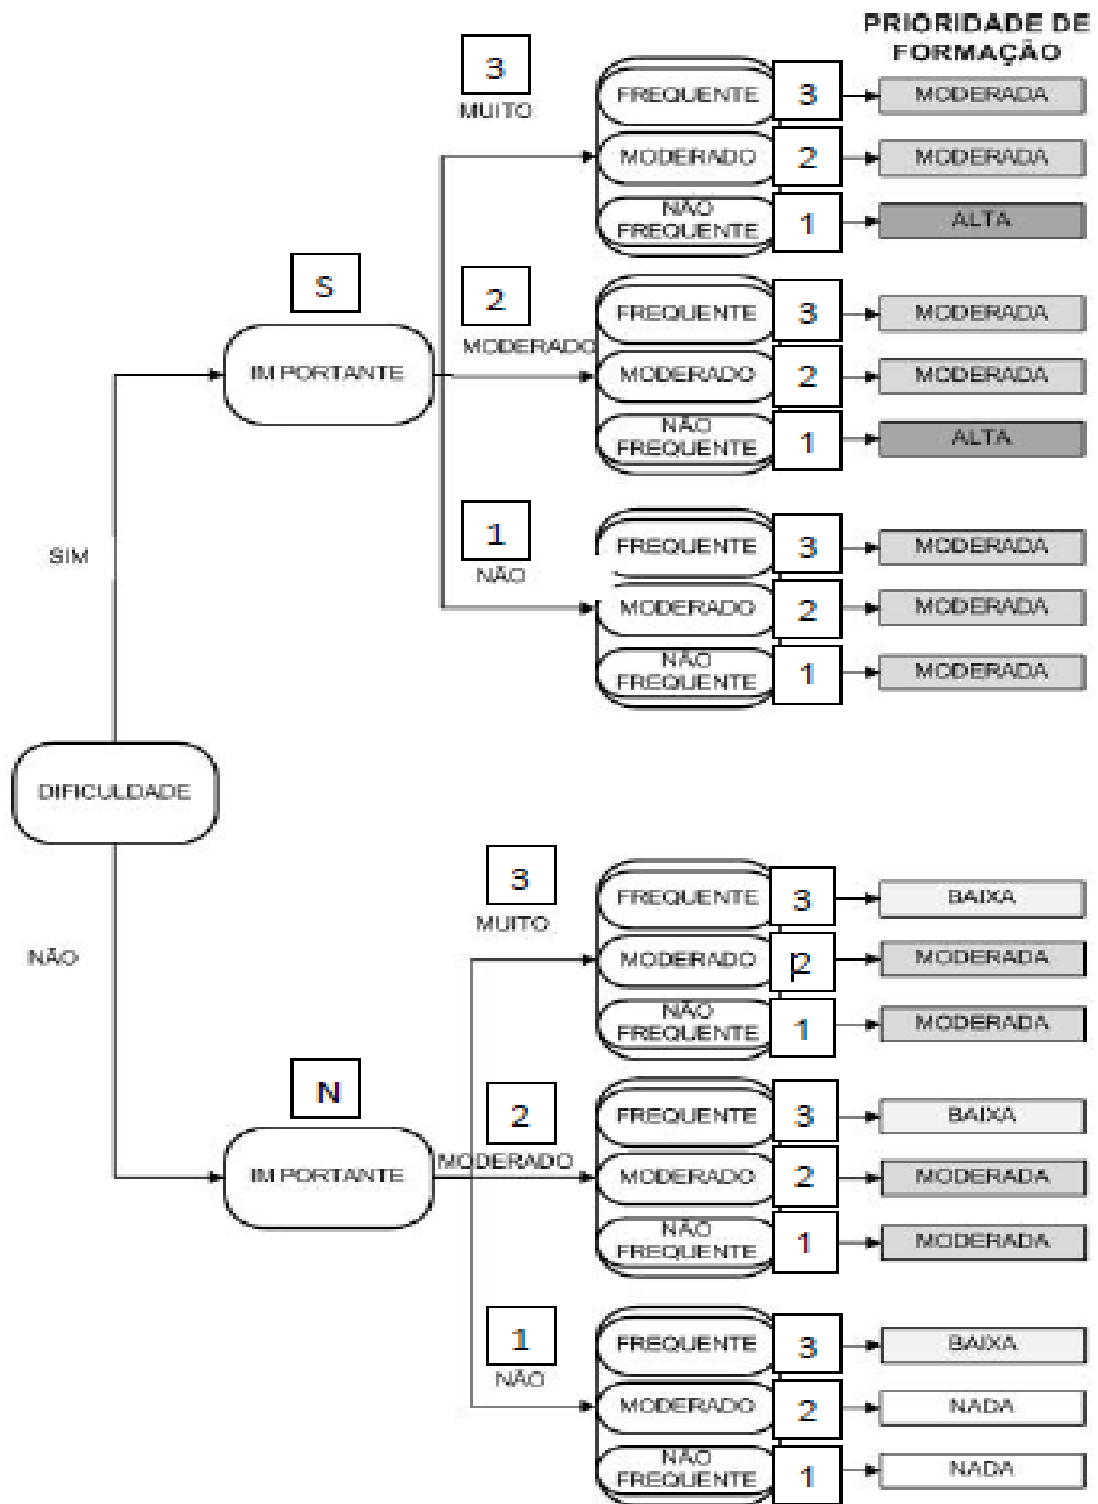 PRIORIDADE DE
FORMAÇÃO
3
MUITO
FREQUENTE 3 MODERADA
MODERADO 2 MODERADA
NÃO
FREQUENTE 1 ALTA
S
IMPORTANTE
2
MODERADO
FREQUENTE 3 MODERADA
MODERADO 2 MODERADA
NÃO
FREQUENTE 1 ALTA
1
NÃO
FREQUENTE 3 MODERADA
MODERADO 2 MODERADA
NÃO
FREQUENTE 1 MODERADA
SIM
DIFICULDADE
NÃO
3
MUITO
FREQUENTE 3 BAIXA
MODERADO 2 MODERADA
NÃO
FREQUENTE 1 MODERADA
N
IMPORTANTE
2
MODERADO
FREQUENTE 3 BAIXA
MODERADO 2 MODERADA
NÃO
FREQUENTE 1 MODERADA
1
NÃO
FREQUENTE 3 BAIXA
MODERADO 2 NADA
NÃO
FREQUENTE 1 NADA